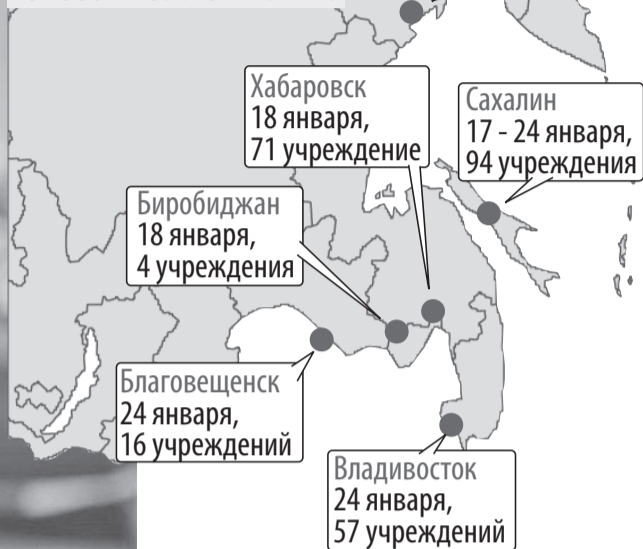 Хабаровск
18 января,
71 учреждение
Сахалин
17 - 24 января,
94 учреждения
Биробиджан
18 января,
4 учреждения
Благовещенск
24 января,
16 учреждений
Владивосток
24 января,
57 учреждений